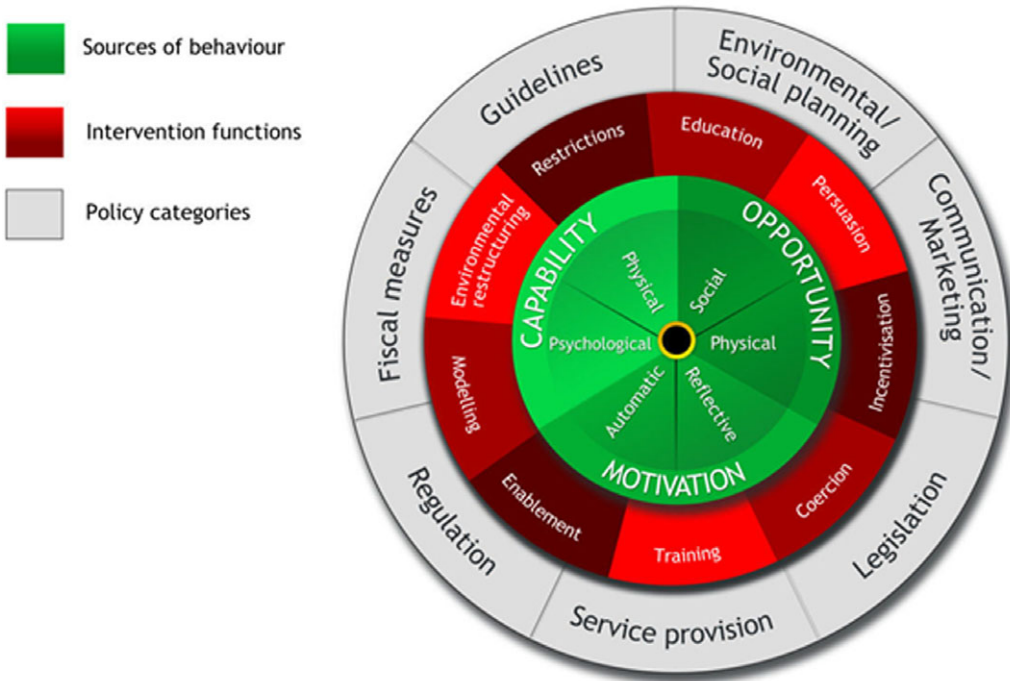 Sources of behaviour
Intervention functions
Policy categories
Guidelines
Environmental/
Social planning
Communication/
Marketing
Legislation
Service provision
Regulation
Fiscal measures
Restrictions
Education
Persuasion
Incentivisation
Coercion
Training
Enablement
Modelling
Environmental
restructuring
CAPABILITY
OPPORTUNITY
MOTIVATION
Physical
Social
Physical
Reflective
Automatic
Psychological